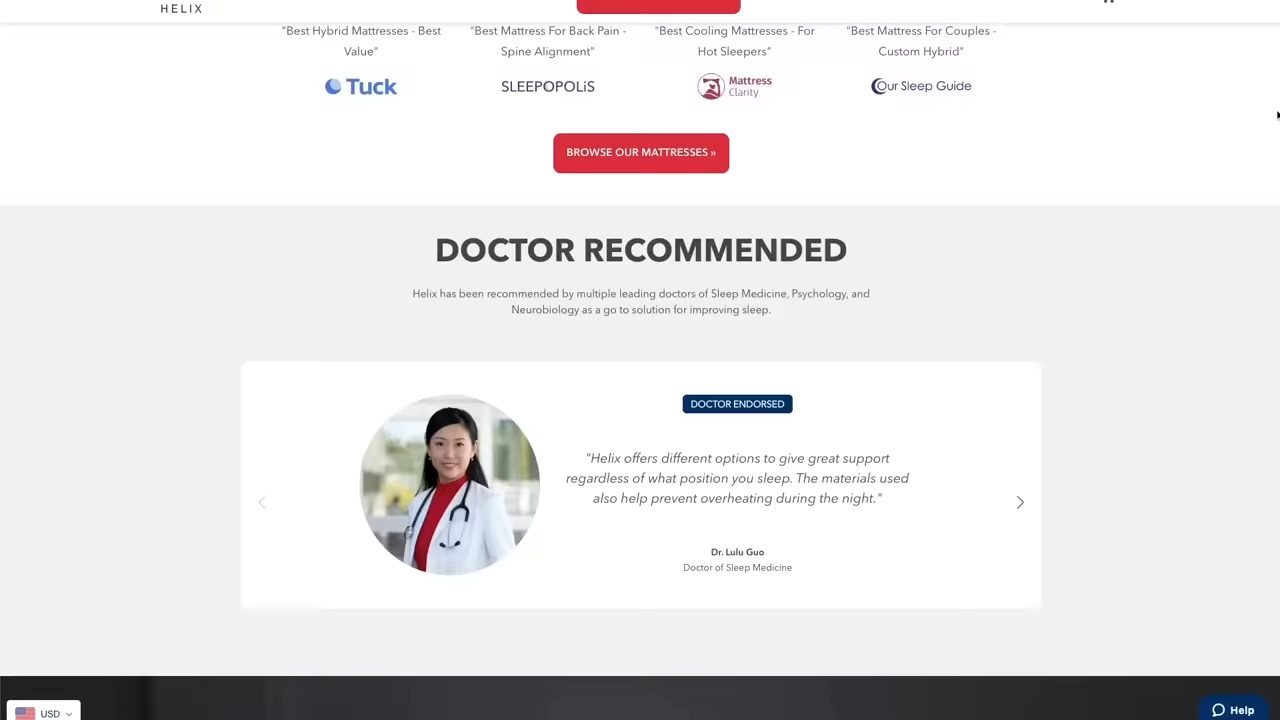 HELIX
"Best Hybrid Mattresses - Best
Value"
"Best Mattress For Back Pain -
Spine Alignment"
"Best Cooling Mattresses - For
Hot Sleepers"
"Best Mattress For Couples -
Custom Hybrid"
Tuck
SLEEPOPOLiS
Mattress
Clarity
Our Sleep Guide
BROWSE OUR MATTRESSES »
DOCTOR RECOMMENDED
Helix has been recommended by multiple leading doctors of Sleep Medicine, Psychology, and
Neurobiology as a go to solution for improving sleep.
DOCTOR ENDORSED
"Helix offers different options to give great support
regardless of what position you sleep. The materials used
also help prevent overheating during the night."
Dr. Lulu Guo
Doctor of Sleep Medicine
USD
Help